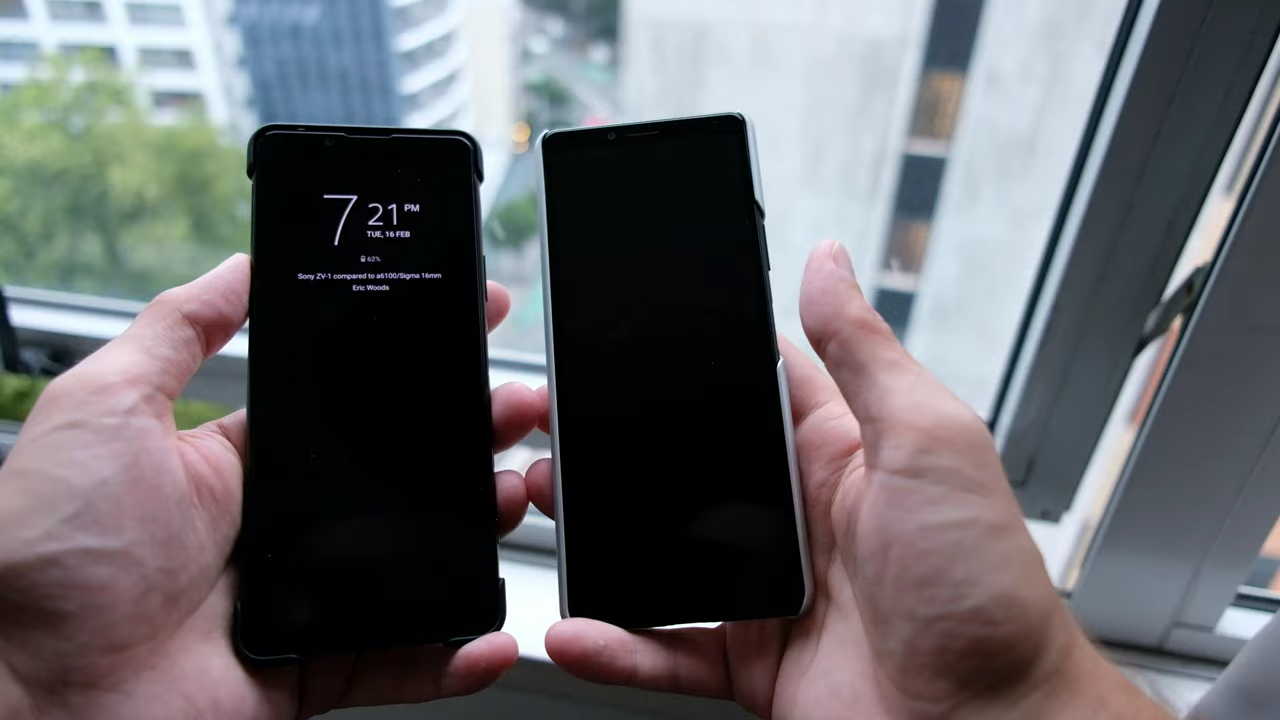 7 21 PM
TUE, 16 FEB
62%
Sony ZV-1 compared to a6100/Sigma 16mm
Eric Woods